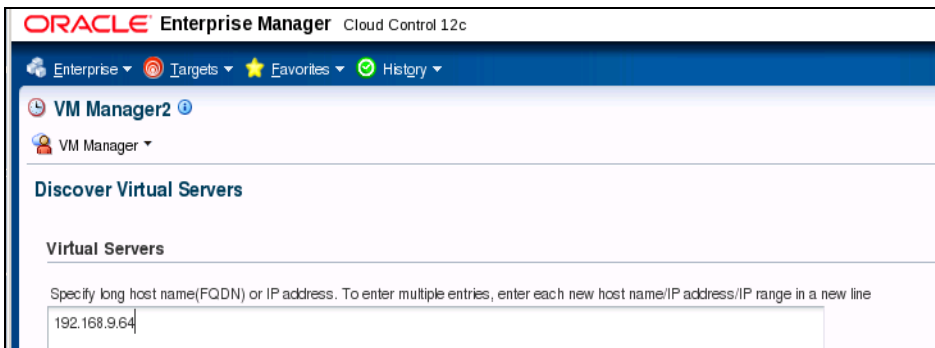 ORACLE Enterprise Manager Cloud Control 12c
Enterprise Targets Favorites History
VM Manager2
VM Manager
Discover Virtual Servers
Virtual Servers
Specify long host name(FQDN) or IP address. To enter multiple entries, enter each new host name/IP address/IP range in a new line
192.168.9.64